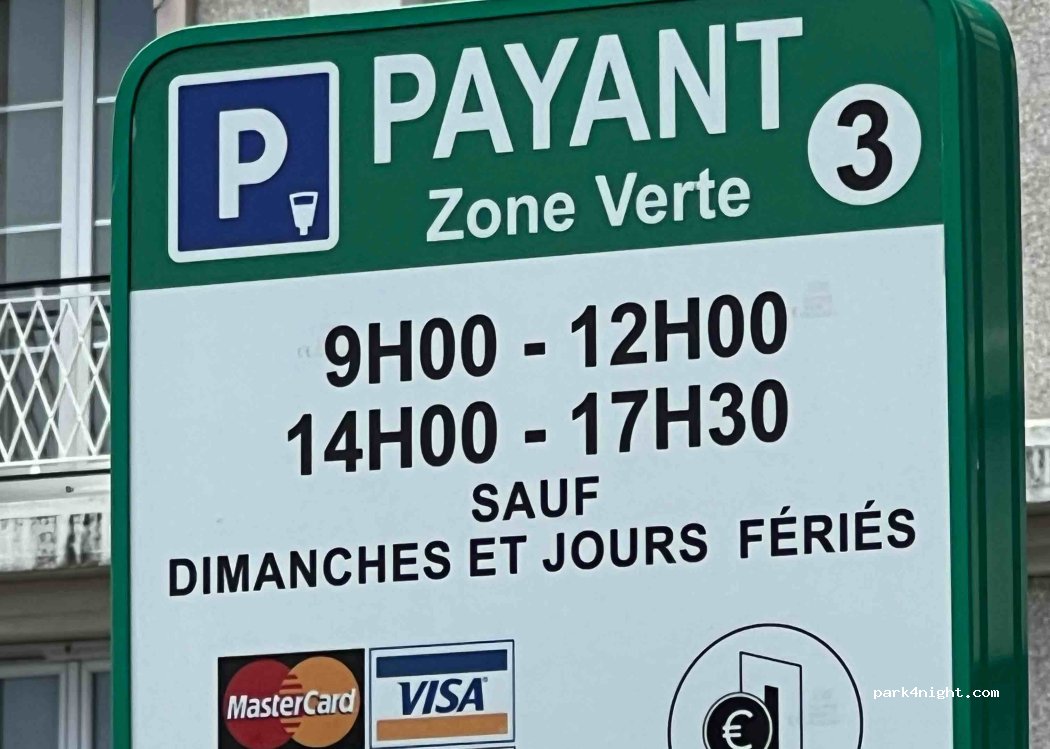 P
PAYANT
3
Zone Verte
9H00 - 12H00
14H00 - 17H30
SAUF
DIMANCHES ET JOURS FÉRIÉS
MasterCard
VISA
€
park4night.com